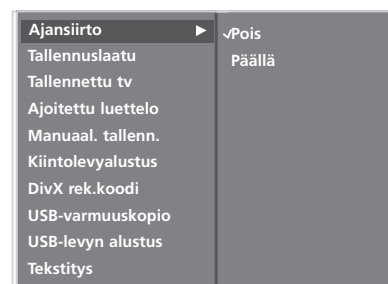 Ajansiirto ► ✓Pois
Tallennuslaatu Päällä
Tallennettu tv
Ajoitettu luettelo
Manuaal. tallenn.
Kiintolevyalustus
DivX rek.koodi
USB-varmuuskopio
USB-levyn alustus
Tekstitys